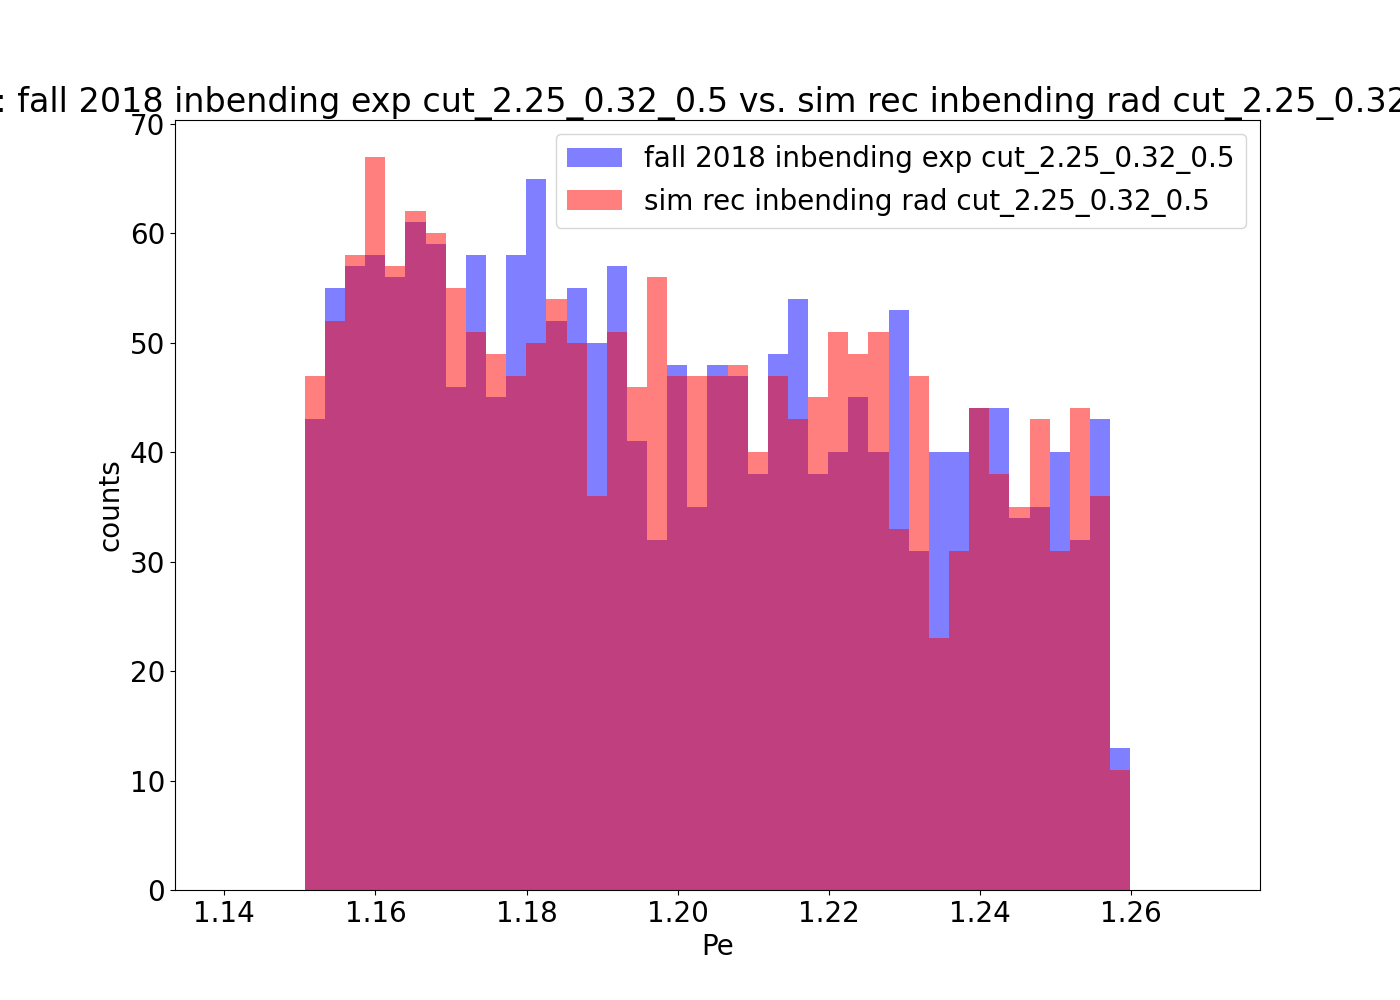 : fall 2018 inbending exp cut_2.25_0.32_0.5 vs. sim rec inbending rad cut_2.25_0.32
fall 2018 inbending exp cut_2.25_0.32_0.5
sim rec inbending rad cut_2.25_0.32_0.5
70
60
50
40
30
20
10
0
counts
1.14 1.16 1.18 1.20 1.22 1.24 1.26
Pe